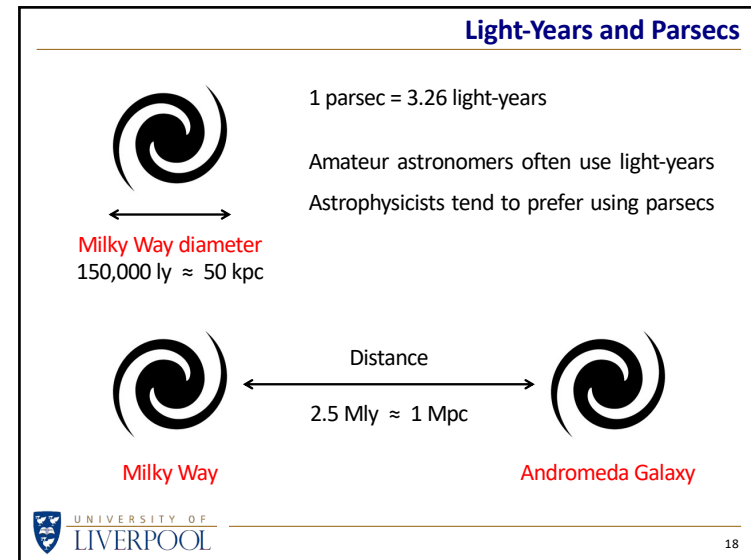 Light-Years and Parsecs
1 parsec = 3.26 light-years
Amateur astronomers often use light-years
Astrophysicists tend to prefer using parsecs
Milky Way diameter
150,000 ly ≈ 50 kpc
Distance
2.5 Mly ≈ 1 Mpc
Milky Way
Andromeda Galaxy
UNIVERSITY OF
LIVERPOOL
18